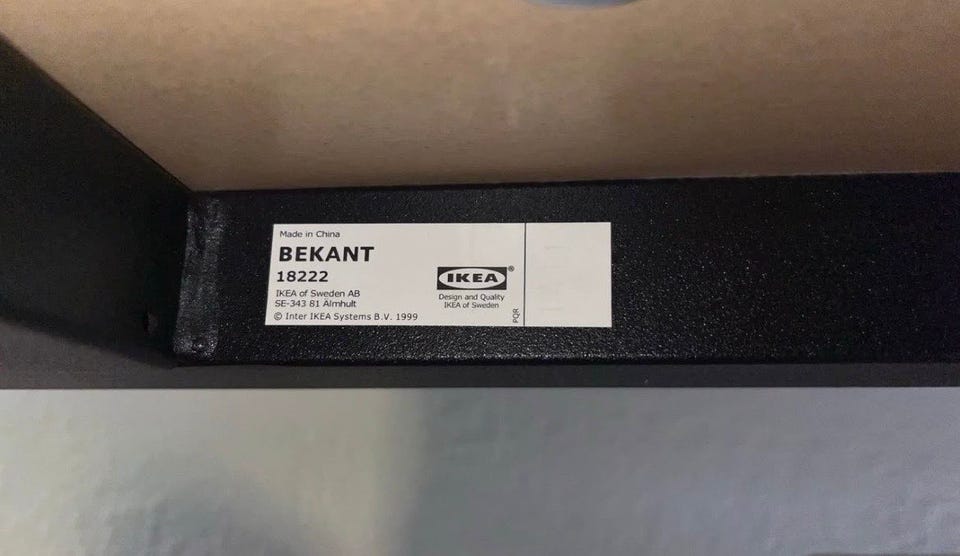 Made in China
BEKANT
18222
IKEA of Sweden AB
SE-343 81 Älmhult
© Inter IKEA Systems B.V. 1999
IKEA®
Design and Quality
IKEA of Sweden
PQR